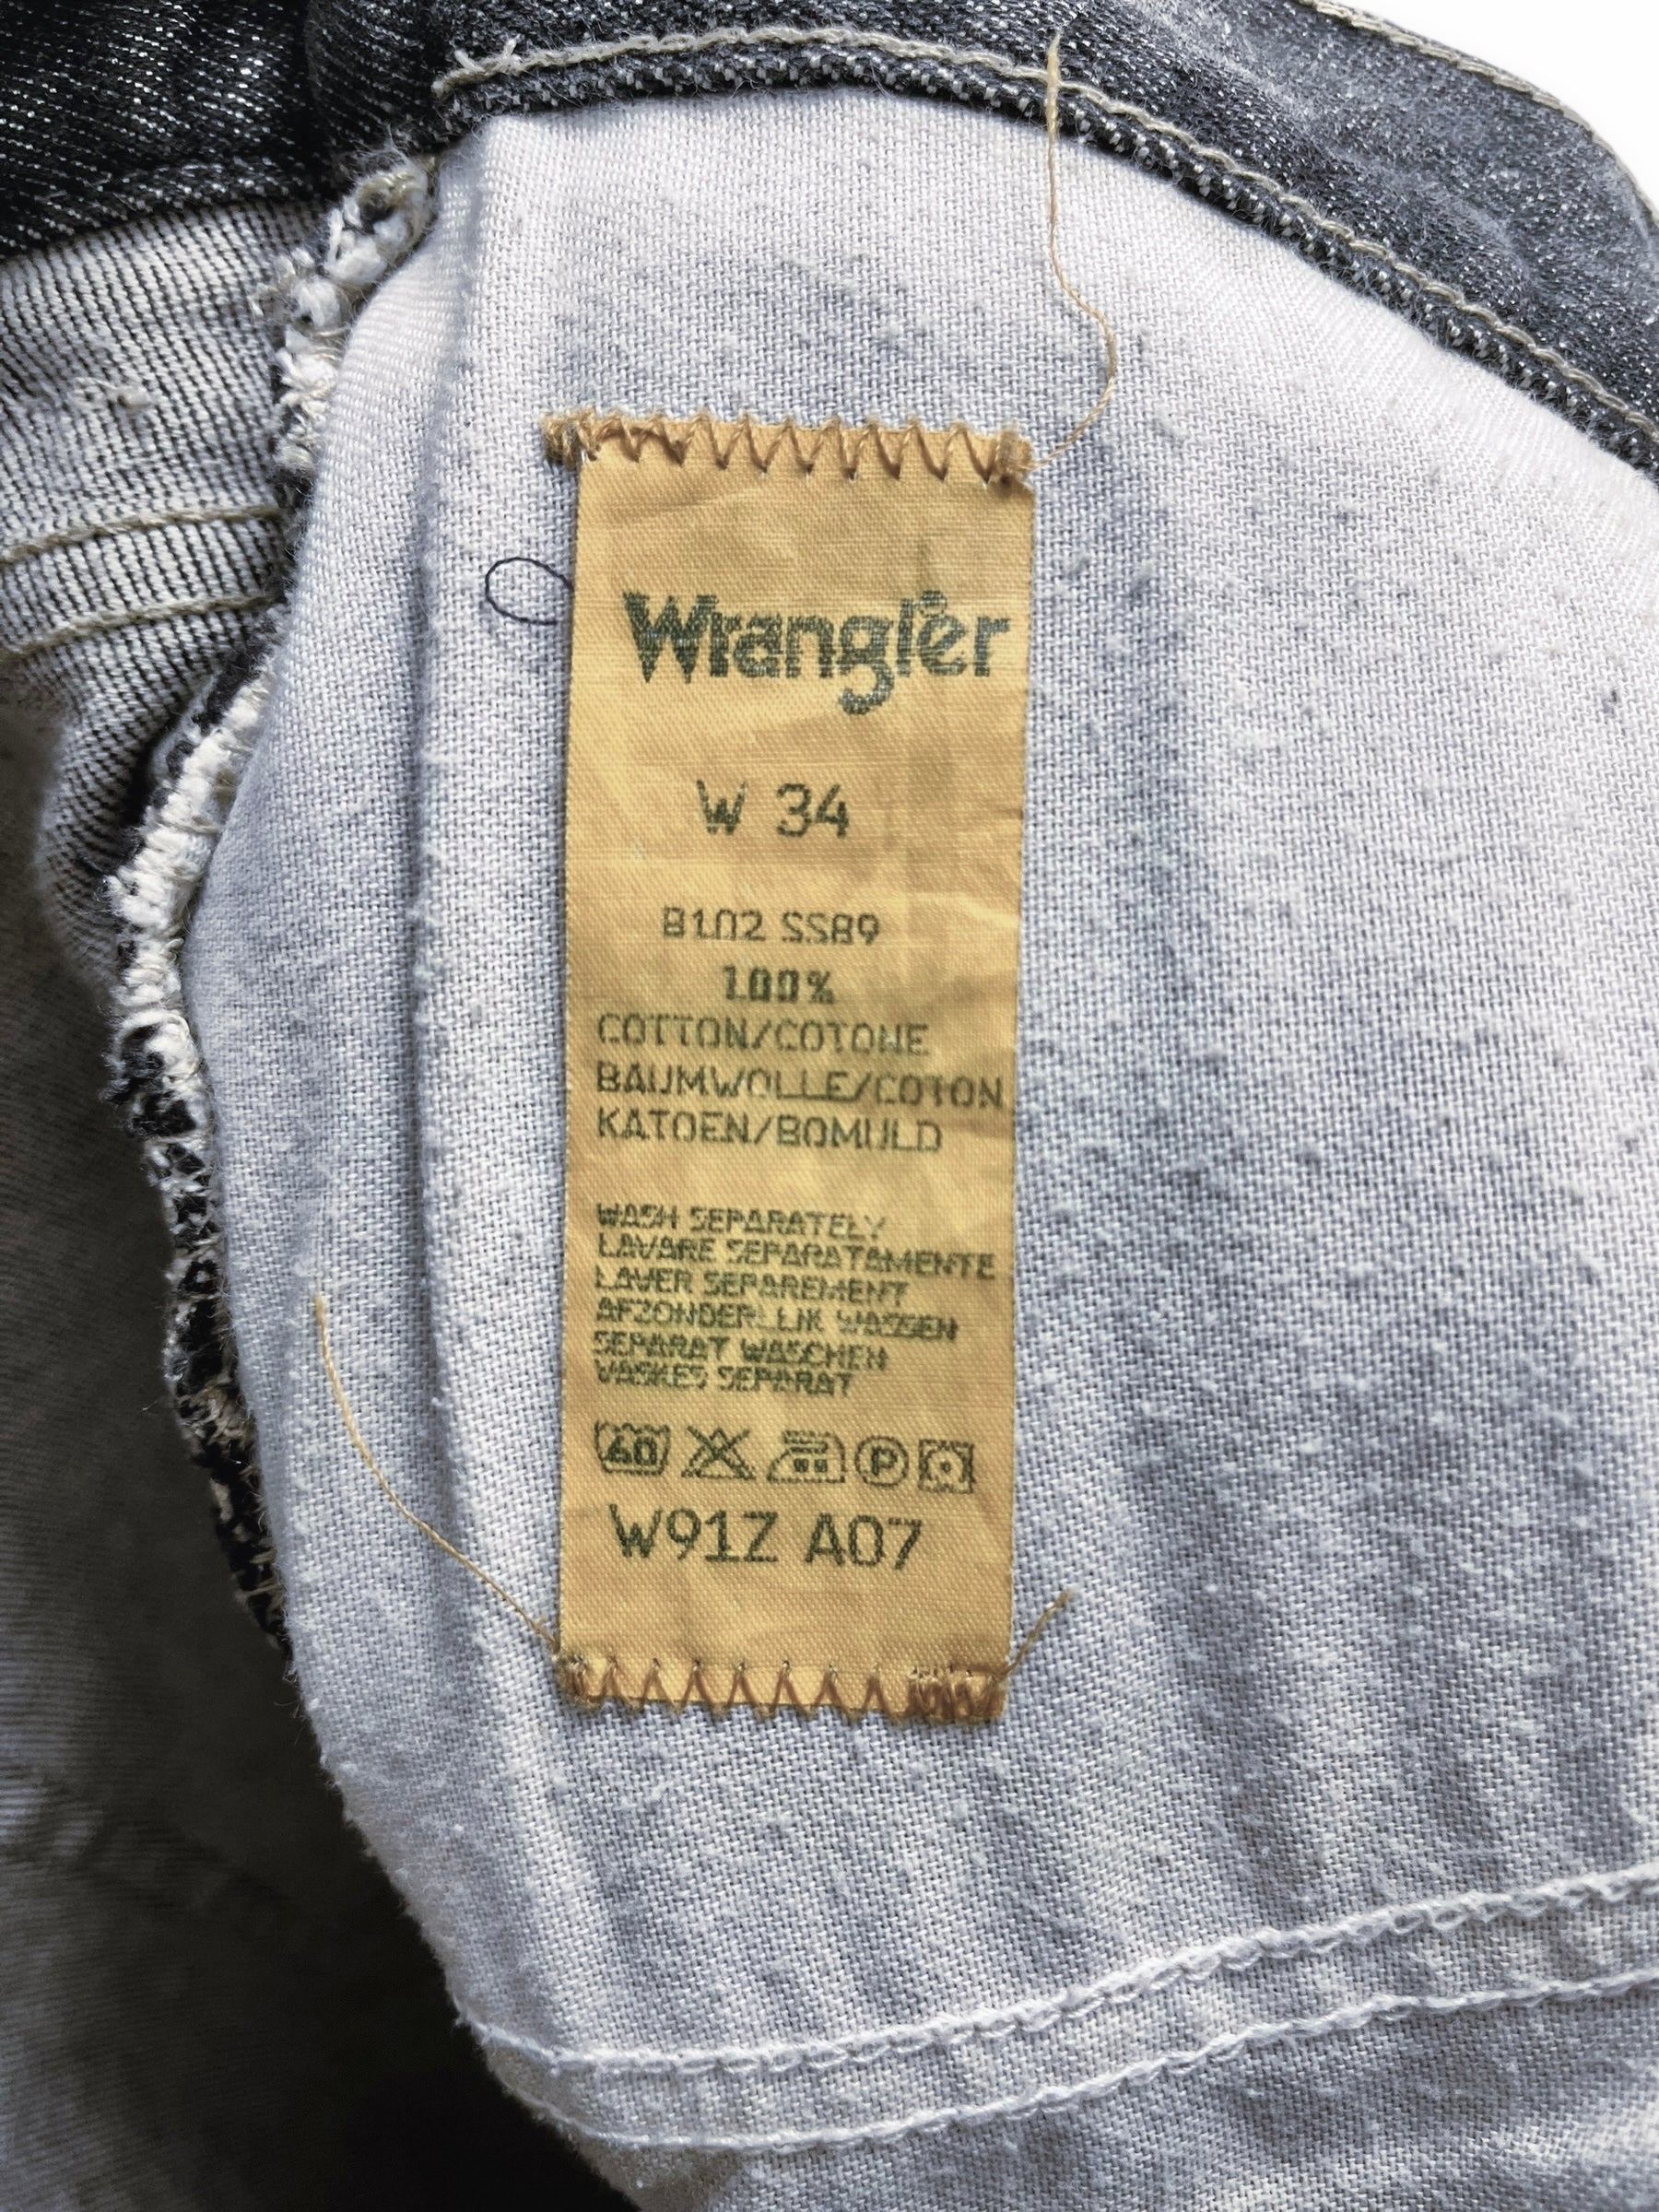 Wrangler
W 34
B102 SS89
100%
COTTON/COTONE
BAUMWOLLE/COTON
KATOEN/BOMULD
WASH SEPARATELY
LAVARE SEPARATAMENTE
LAVER SEPAREMENT
AFZONDERLIJK WASSEN
SEPARAT WASCHEN
VASKES SEPARAT
40 P
W91Z A07